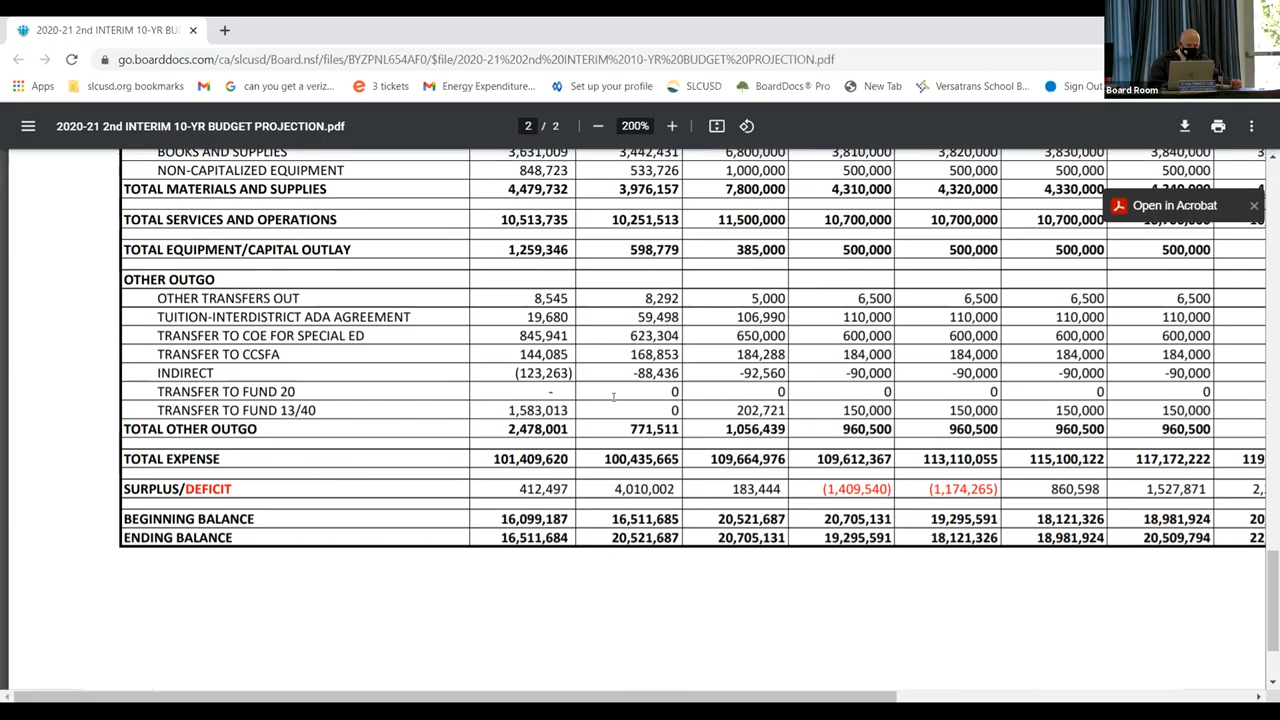 2020-21 2nd INTERIM 10-YR BU
go.boarddocs.com/ca/slcusd/Board.nsf/files/BYZPNL654AF0/$file/2020-21%202nd%20INTERIM%2010-YR%20BUDGET%20PROJECTION.pdf
Board Room
Apps slcusd.org bookmarks can you get a veriz... 3 tickets Energy Expenditure... Set up your profile SLCUSD BoardDocs® Pro New Tab Versatrans School B... Sign Out
2020-21 2nd INTERIM 10-YR BUDGET PROJECTION.pdf 2 / 2 200%
Open in Acrobat
BOOKS AND SUPPLIES 3,631,009 3,442,431 6,800,000 3,810,000 3,820,000 3,830,000 3,840,000 3
NON-CAPITALIZED EQUIPMENT 848,723 533,726 1,000,000 500,000 500,000 500,000 500,000
TOTAL MATERIALS AND SUPPLIES 4,479,732 3,976,157 7,800,000 4,310,000 4,320,000 4,330,000 4,340,000 4
TOTAL SERVICES AND OPERATIONS 10,513,735 10,251,513 11,500,000 10,700,000 10,700,000 10,700,000
TOTAL EQUIPMENT/CAPITAL OUTLAY 1,259,346 598,779 385,000 500,000 500,000 500,000 500,000
OTHER OUTGO
OTHER TRANSFERS OUT 8,545 8,292 5,000 6,500 6,500 6,500 6,500
TUITION-INTERDISTRICT ADA AGREEMENT 19,680 59,498 106,990 110,000 110,000 110,000 110,000
TRANSFER TO COE FOR SPECIAL ED 845,941 623,304 650,000 600,000 600,000 600,000 600,000
TRANSFER TO CCSFA 144,085 168,853 184,288 184,000 184,000 184,000 184,000
INDIRECT (123,263) -88,436 -92,560 -90,000 -90,000 -90,000 -90,000
TRANSFER TO FUND 20 - 0 0 0 0 0 0
TRANSFER TO FUND 13/40 1,583,013 0 202,721 150,000 150,000 150,000 150,000
TOTAL OTHER OUTGO 2,478,001 771,511 1,056,439 960,500 960,500 960,500 960,500
TOTAL EXPENSE 101,409,620 100,435,665 109,664,976 109,612,367 113,110,055 115,100,122 117,172,222 119
SURPLUS/DEFICIT 412,497 4,010,002 183,444 (1,409,540) (1,174,265) 860,598 1,527,871 2,
BEGINNING BALANCE 16,099,187 16,511,685 20,521,687 20,705,131 19,295,591 18,121,326 18,981,924 20
ENDING BALANCE 16,511,684 20,521,687 20,705,131 19,295,591 18,121,326 18,981,924 20,509,794 22